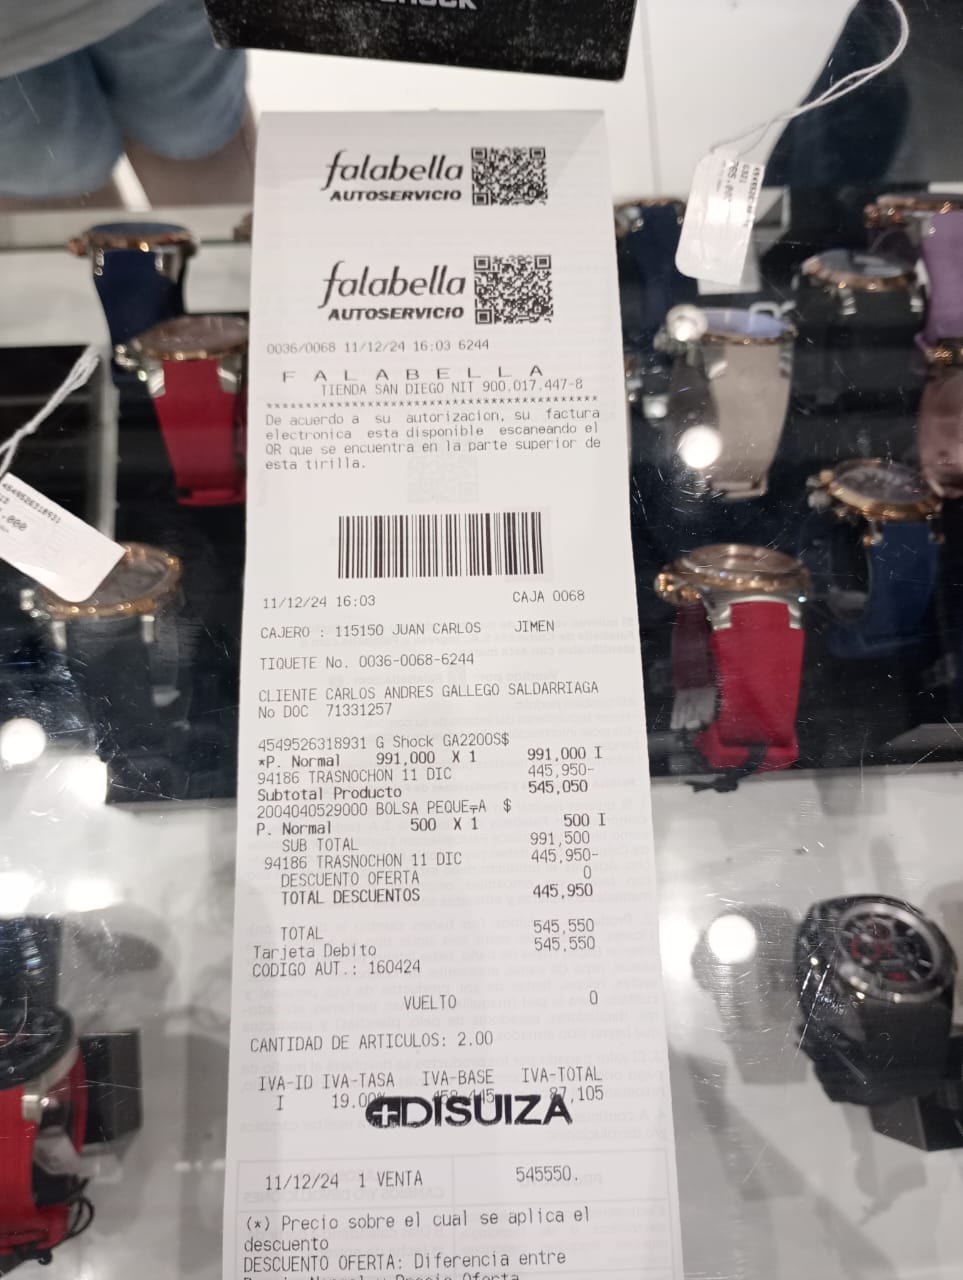 falabella
AUTOSERVICIO
falabella
AUTOSERVICIO
0036/0068 11/12/24 16:03 6244
F A L A B E L L A
TIENDA SAN DIEGO NIT 900.017.447-8
******************************************
De acuerdo a su autorizacion, su factura
electronica esta disponible escaneando el
QR que se encuentra en la parte superior de
esta tirilla.
11/12/24 16:03 CAJA 0068
CAJERO : 115150 JUAN CARLOS JIMEN
TIQUETE No. 0036-0068-6244
CLIENTE CARLOS ANDRES GALLEGO SALDARRIAGA
No DOC 71331257
4549526318931 G Shock GA2200S$
*P. Normal 991,000 X 1 991,000 I
94186 TRASNOCHON 11 DIC 445,950-
Subtotal Producto 545,050
2004040529000 BOLSA PEQUE╤A $
P. Normal 500 X 1 500 I
SUB TOTAL 991,500
94186 TRASNOCHON 11 DIC 445,950-
DESCUENTO OFERTA 0
TOTAL DESCUENTOS 445,950
TOTAL 545,550
Tarjeta Debito 545,550
CODIGO AUT.: 160424
VUELTO 0
CANTIDAD DE ARTICULOS: 2.00
IVA-ID IVA-TASA IVA-BASE IVA-TOTAL
I 19.00% 458,445 87,105
DISUIZA
11/12/24 1 VENTA 545550.
(*) Precio sobre el cual se aplica el
descuento
DESCUENTO OFERTA: Diferencia entre
4549526318931